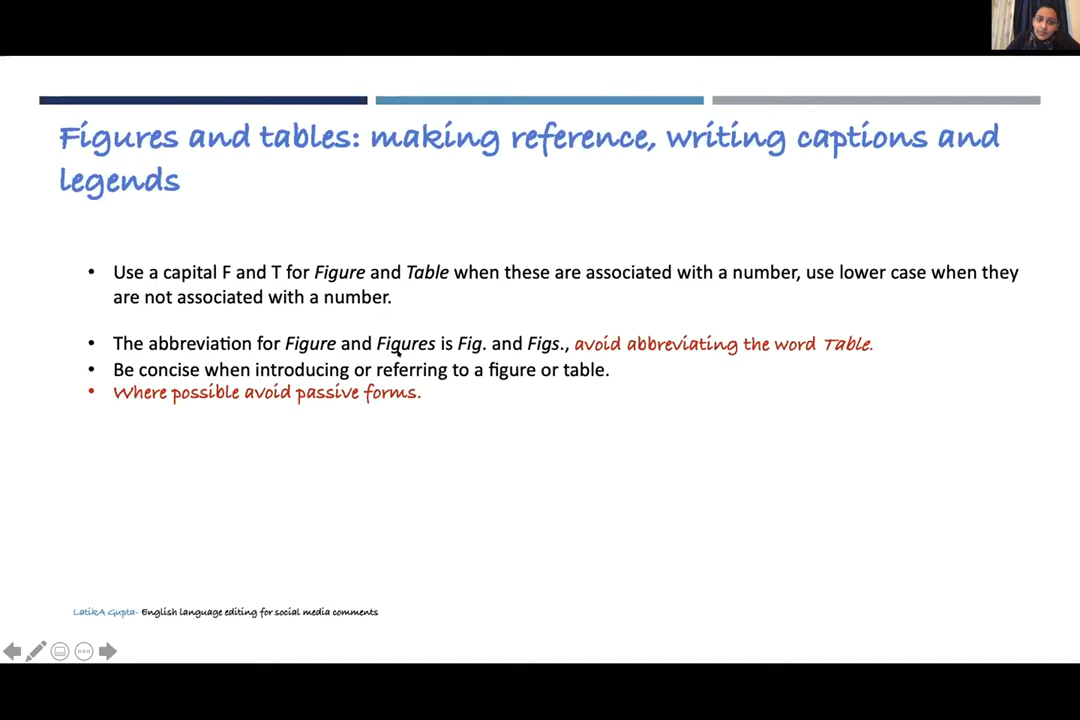 Figures and tables: making reference, writing captions and
legends
• Use a capital F and T for Figure and Table when these are associated with a number, use lower case when they
are not associated with a number.
• The abbreviation for Figure and Figures is Fig. and Figs., avoid abbreviating the word Table.
• Be concise when introducing or referring to a figure or table.
• Where possible avoid passive forms.
LatikA Gupta- English language editing for social media comments